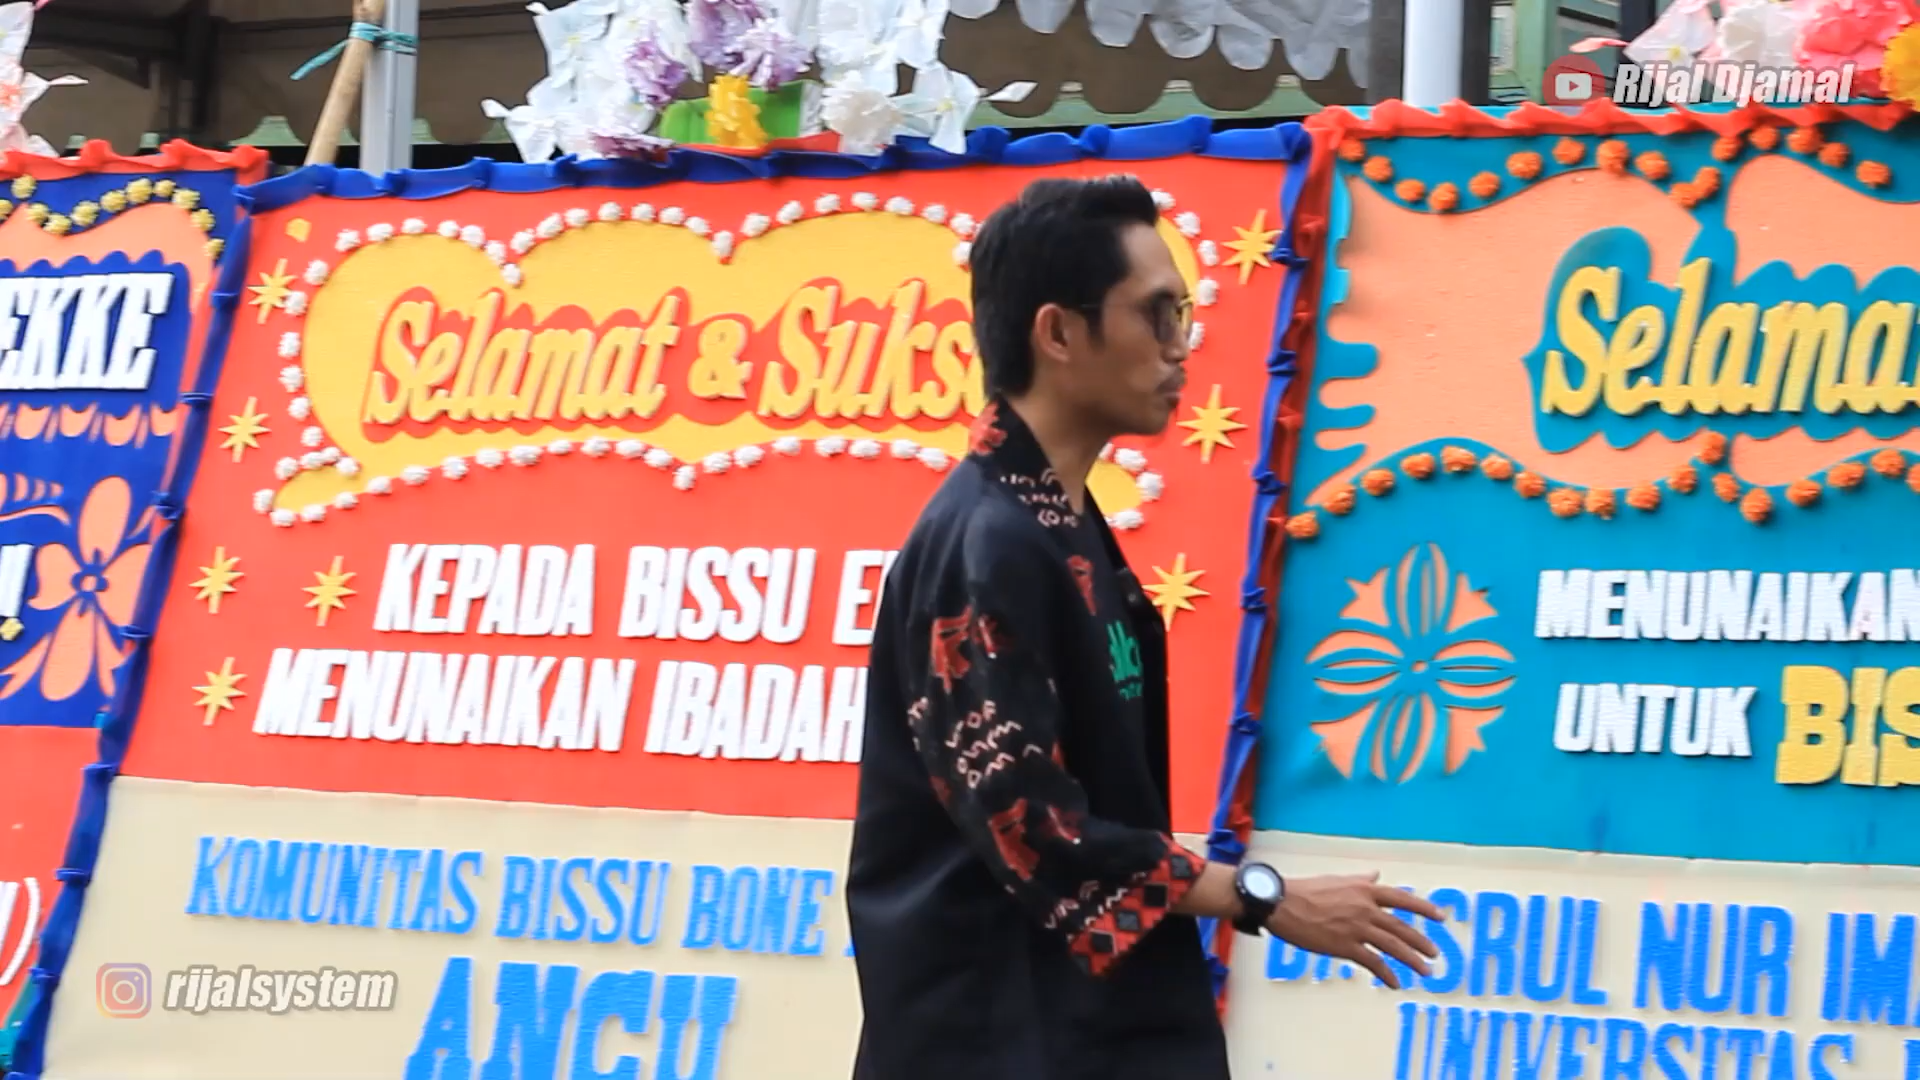 Rijal Djamal
EKKE
!
Selamat & Suks
KEPADA BISSU E
MENUNAIKAN IBADAH
KOMUNITAS BISSU BONE
ANCU
Selama
MENUNAIKAN
UNTUK BIS
ASRUL NUR IM
UNIVERSITAS
rijalsystem